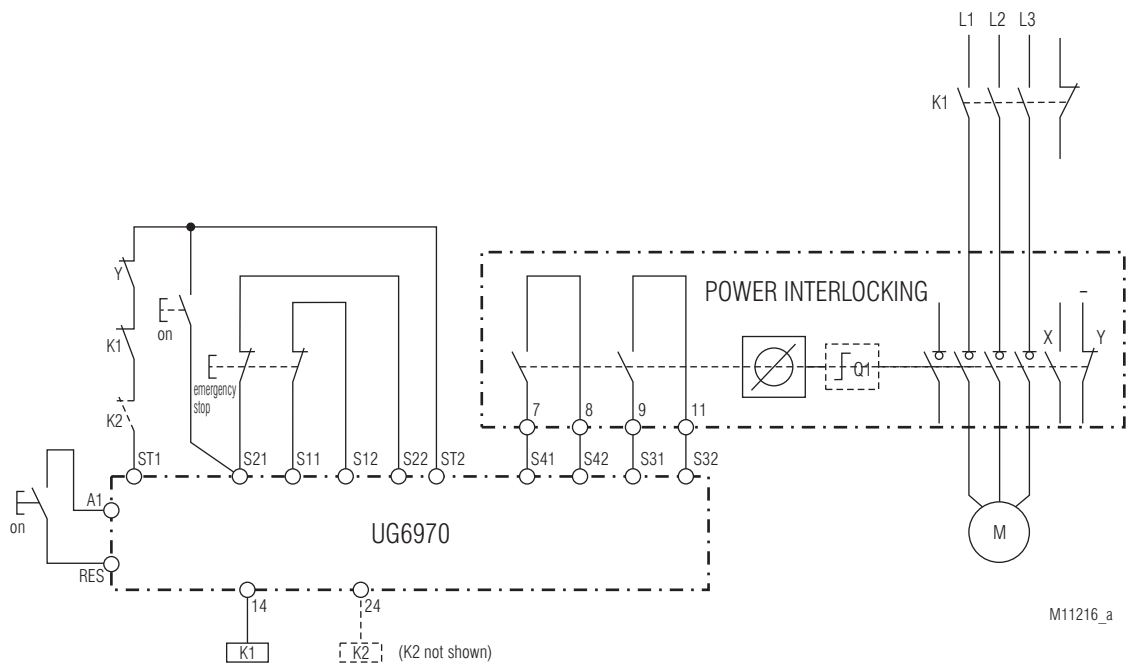 L1 L2 L3
K1
POWER INTERLOCKING
Y
on
K1
X
–
Y
Q1
emergency
stop
K2
7 8 9 11
ST1 S21 S11 S12 S22 ST2 S41 S42 S31 S32
A1
on
UG6970
M
RES
14 24
M11216_a
K1 K2 (K2 not shown)